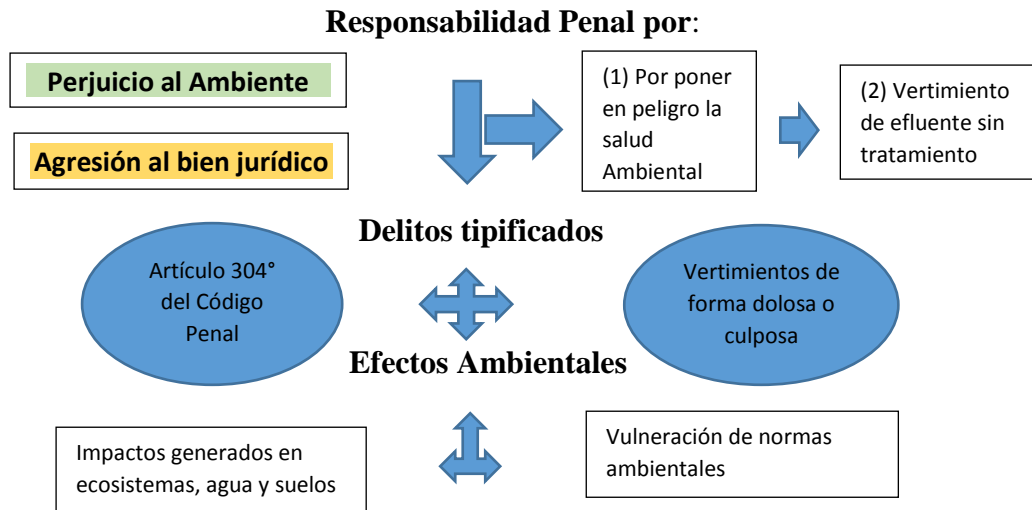 Responsabilidad Penal por:
Perjuicio al Ambiente
Agresión al bien jurídico
(1) Por poner
en peligro la
salud
Ambiental
(2) Vertimiento
de efluente sin
tratamiento
Delitos tipificados
Artículo 304°
del Código
Penal
Vertimientos de
forma dolosa o
culposa
Efectos Ambientales
Impactos generados en
ecosistemas, agua y suelos
Vulneración de normas
ambientales